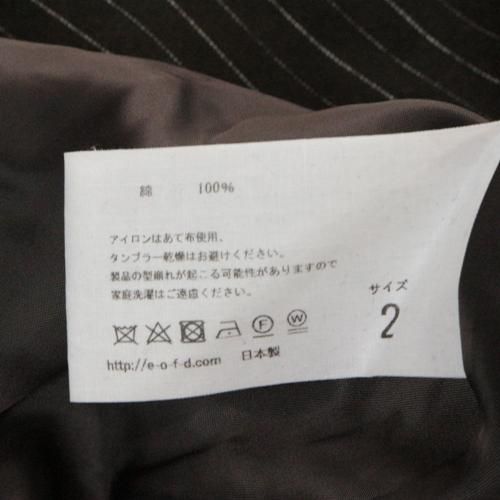 綿 100%
アイロンはあて布使用、
タンブラー乾燥はお避けください。
製品の型崩れが起こる可能性がありますので
家庭洗濯はご遠慮ください。
サイズ
2
F W
http://e-o-f-d.com 日本製